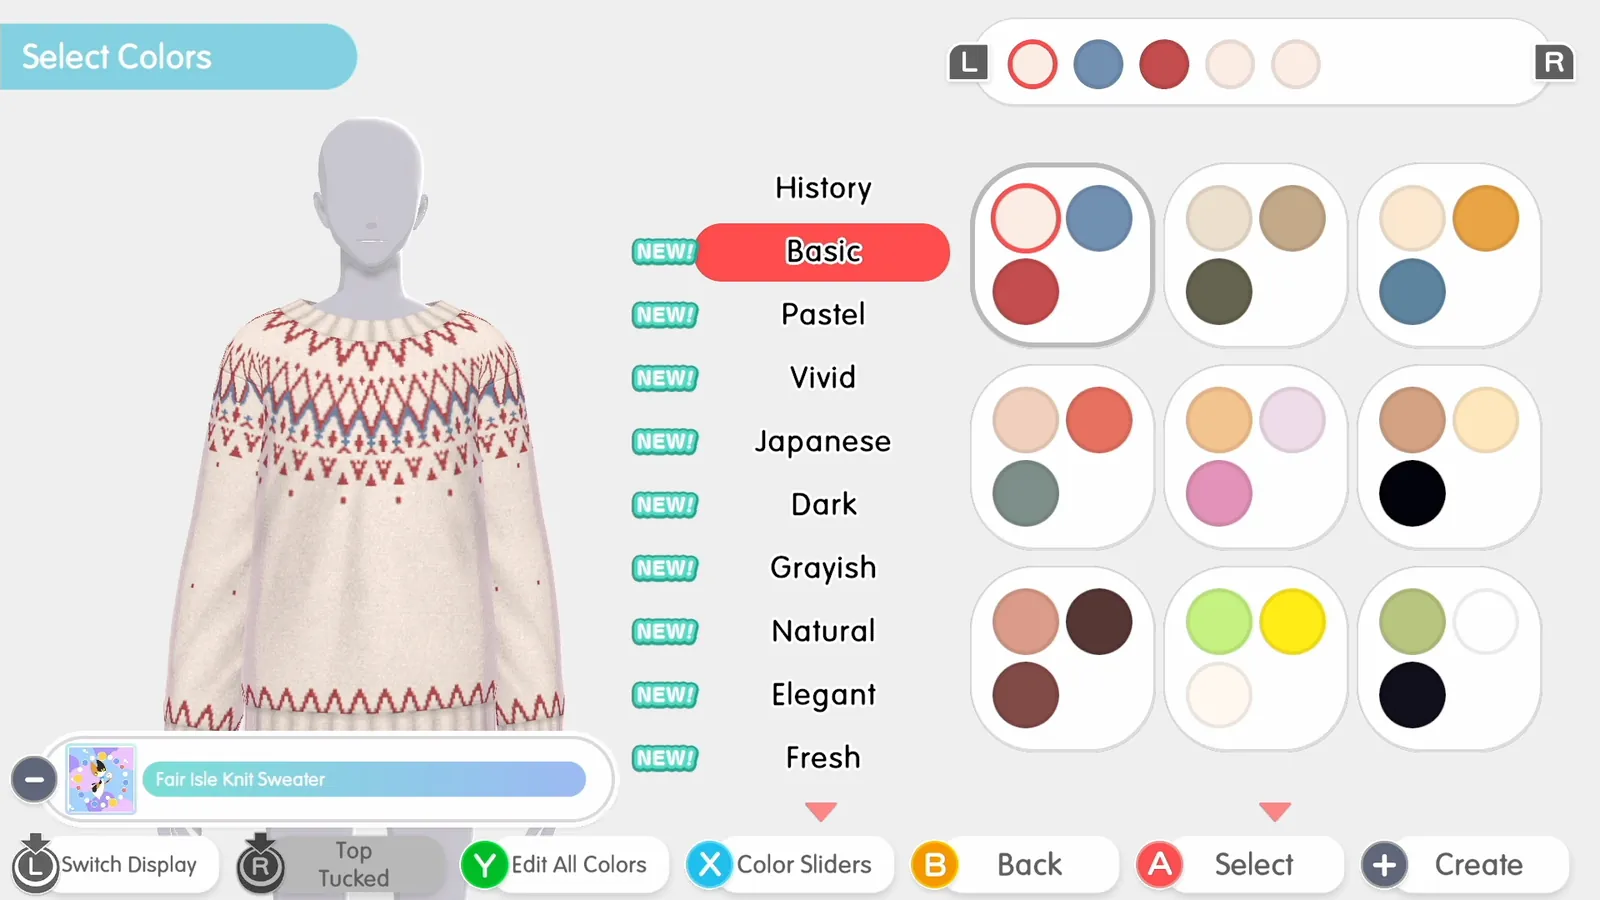 Select Colors
L
R
History
NEW! Basic
NEW! Pastel
NEW! Vivid
NEW! Japanese
NEW! Dark
NEW! Grayish
NEW! Natural
NEW! Elegant
NEW! Fresh
Fair Isle Knit Sweater
L Switch Display
R Top
Tucked
Y Edit All Colors
X Color Sliders
B Back
A Select
+ Create